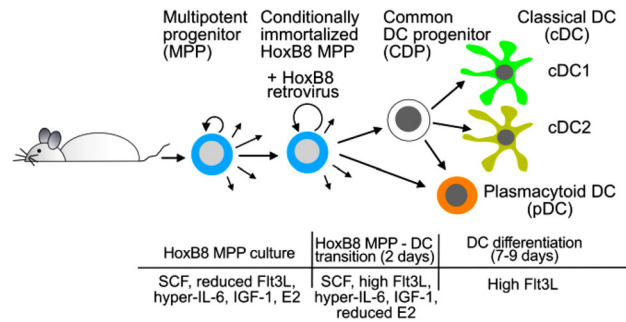 Multipotent
progenitor
(MPP)
Conditionally
immortalized
HoxB8 MPP
+ HoxB8
retrovirus
Common
DC progenitor
(CDP)
Classical DC
(cDC)
cDC1
cDC2
Plasmacytoid DC
(pDC)
HoxB8 MPP culture
HoxB8 MPP - DC
transition (2 days)
DC differentiation
(7-9 days)
SCF, reduced Flt3L,
hyper-IL-6, IGF-1, E2
SCF, high Flt3L,
hyper-IL-6, IGF-1,
reduced E2
High Flt3L